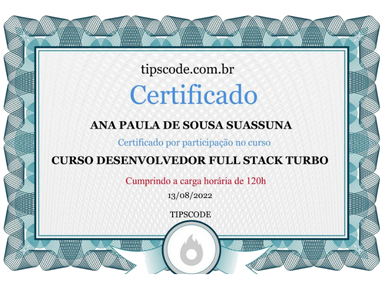 tipscode.com.br
Certificado
ANA PAULA DE SOUSA SUASSUNA
Certificado por participação no curso
CURSO DESENVOLVEDOR FULL STACK TURBO
Cumprindo a carga horária de 120h
13/08/2022
TIPSCODE